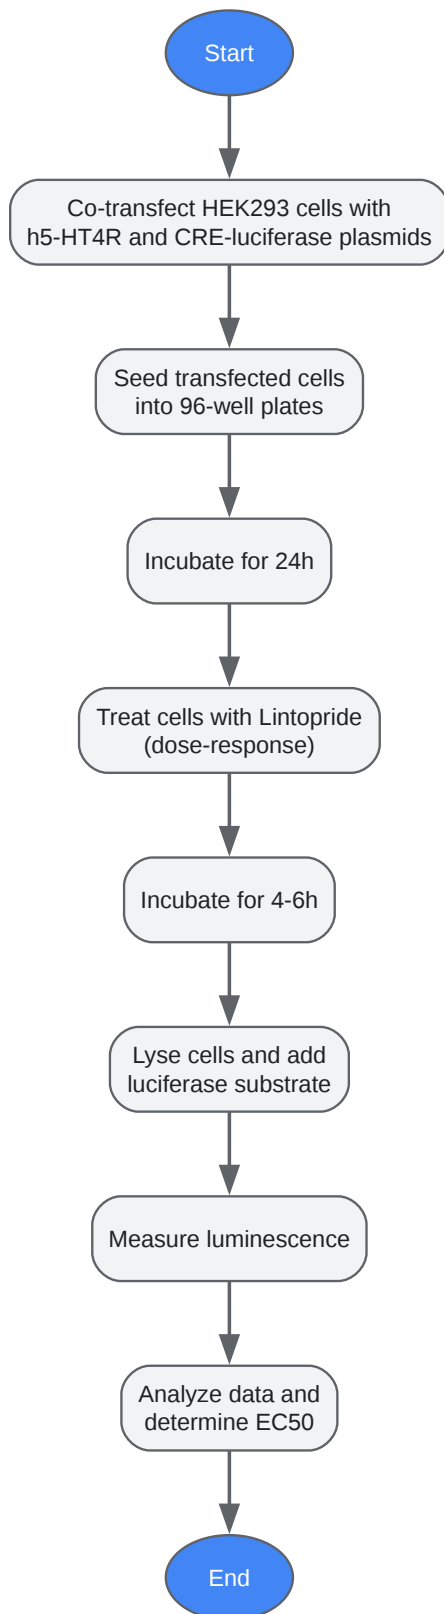 Start
Co-transfect HEK293 cells with
h5-HT4R and CRE-luciferase plasmids
Seed transfected cells
into 96-well plates
Incubate for 24h
Treat cells with Lintopride
(dose-response)
Incubate for 4-6h
Lyse cells and add
luciferase substrate
Measure luminescence
Analyze data and
determine EC50
End